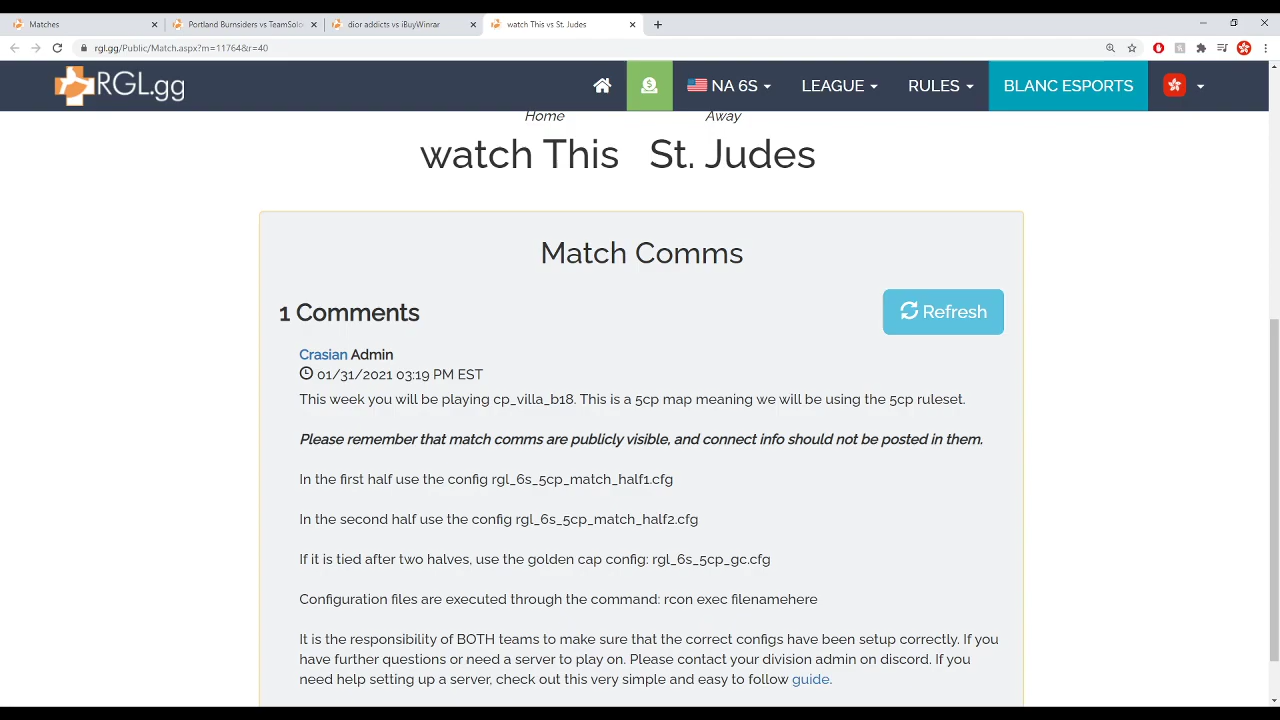 Matches
Portland Burnsiders vs TeamSolo
dior addicts vs iBuyWinrar
watch This vs St. Judes
rgl.gg/Public/Match.aspx?m=11764&r=40
RGL.gg
NA 6S
LEAGUE
RULES
BLANC ESPORTS
Home Away
watch This St. Judes
Match Comms
1 Comments
Refresh
Crasian Admin
01/31/2021 03:19 PM EST
This week you will be playing cp_villa_b18. This is a 5cp map meaning we will be using the 5cp ruleset.
Please remember that match comms are publicly visible, and connect info should not be posted in them.
In the first half use the config rgl_6s_5cp_match_half1.cfg
In the second half use the config rgl_6s_5cp_match_half2.cfg
If it is tied after two halves, use the golden cap config: rgl_6s_5cp_gc.cfg
Configuration files are executed through the command: rcon exec filenamehere
It is the responsibility of BOTH teams to make sure that the correct configs have been setup correctly. If you
have further questions or need a server to play on. Please contact your division admin on discord. If you
need help setting up a server, check out this very simple and easy to follow guide.